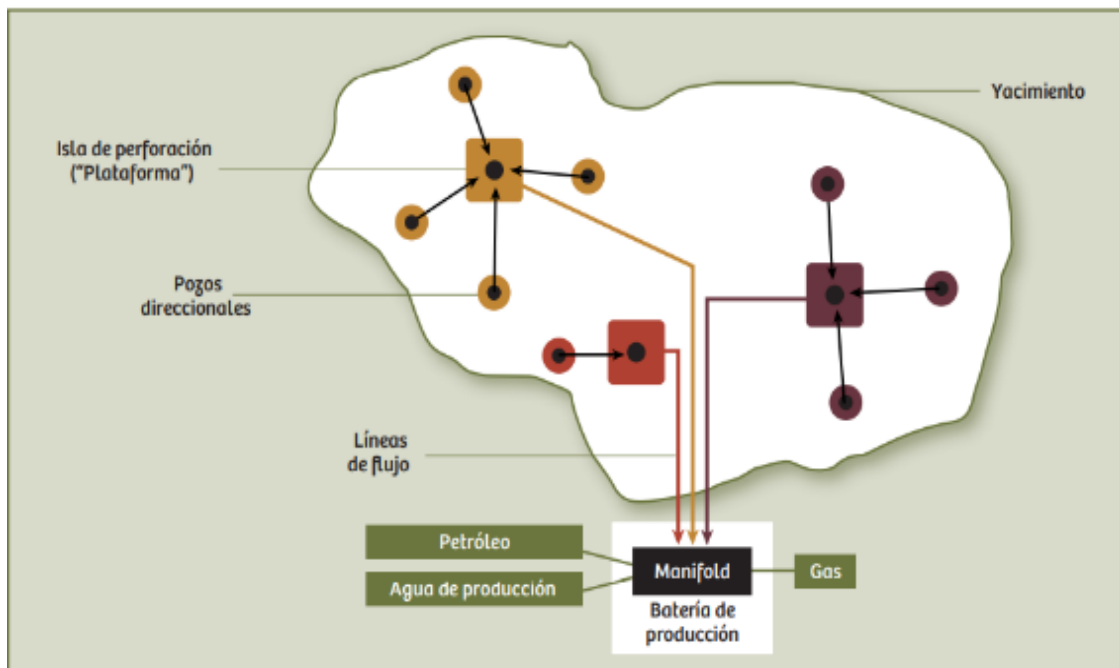 Yacimiento
Isla de perforación
("Plataforma")
Pozos
direccionales
Líneas
de flujo
Petróleo
Agua de producción
Manifold
Gas
Batería de
producción